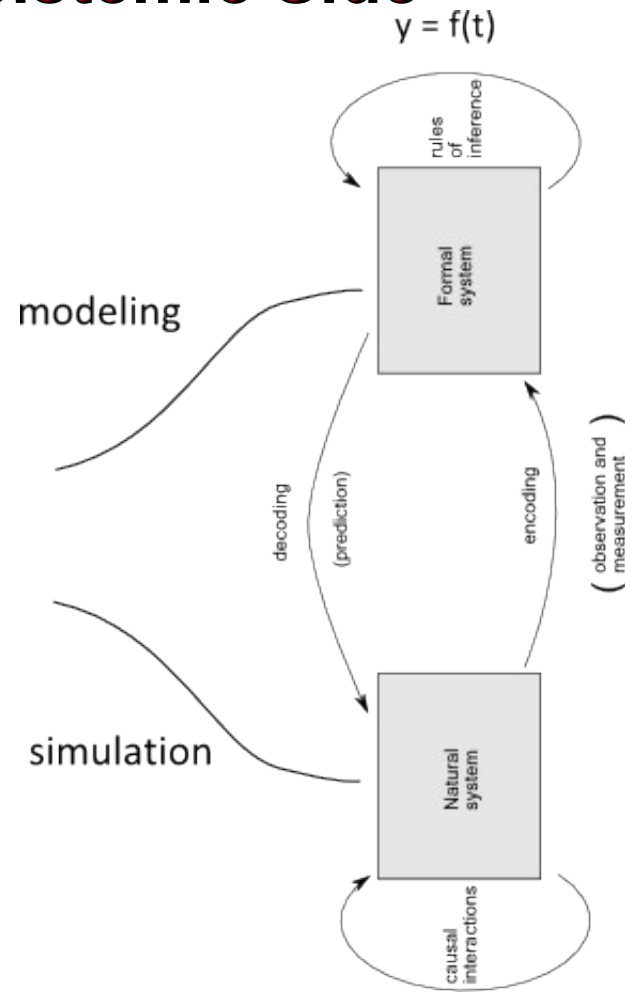 y = f(t)
rules
of
inference
Formal
system
modeling
decoding
(prediction)
encoding
( observation and
measurement )
simulation
Natural
system
causal
interactions